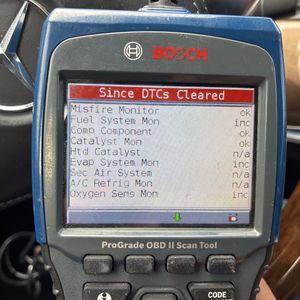 BOSCH
Since DTCs Cleared
Misfire Monitor ok
Fuel System Mon inc
Comp Component ok
Catalyst Mon ok
Htd Catalyst n/a
Evap System Mon inc
Sec Air System n/a
A/C Refrig Mon n/a
Oxygen Sens Mon inc
ProGrade OBD II Scan Tool
CODE